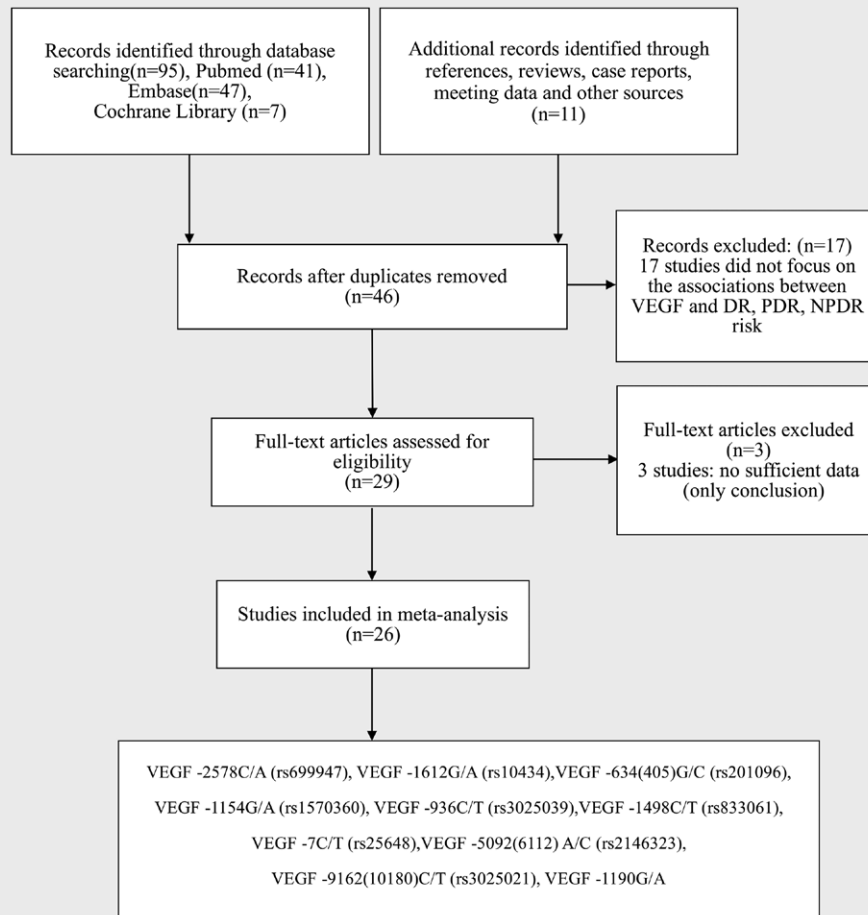 Records identified through database
searching(n=95), Pubmed (n=41),
Embase(n=47),
Cochrane Library (n=7)
Additional records identified through
references, reviews, case reports,
meeting data and other sources
(n=11)
Records after duplicates removed
(n=46)
Records excluded: (n=17)
17 studies did not focus on
the associations between
VEGF and DR, PDR, NPDR
risk
Full-text articles assessed for
eligibility
(n=29)
Full-text articles excluded
(n=3)
3 studies: no sufficient data
(only conclusion)
Studies included in meta-analysis
(n=26)
VEGF -2578C/A (rs699947), VEGF -1612G/A (rs10434),VEGF -634(405)G/C (rs201096),
VEGF -1154G/A (rs1570360), VEGF -936C/T (rs3025039),VEGF -1498C/T (rs833061),
VEGF -7C/T (rs25648),VEGF -5092(6112) A/C (rs2146323),
VEGF -9162(10180)C/T (rs3025021), VEGF -1190G/A